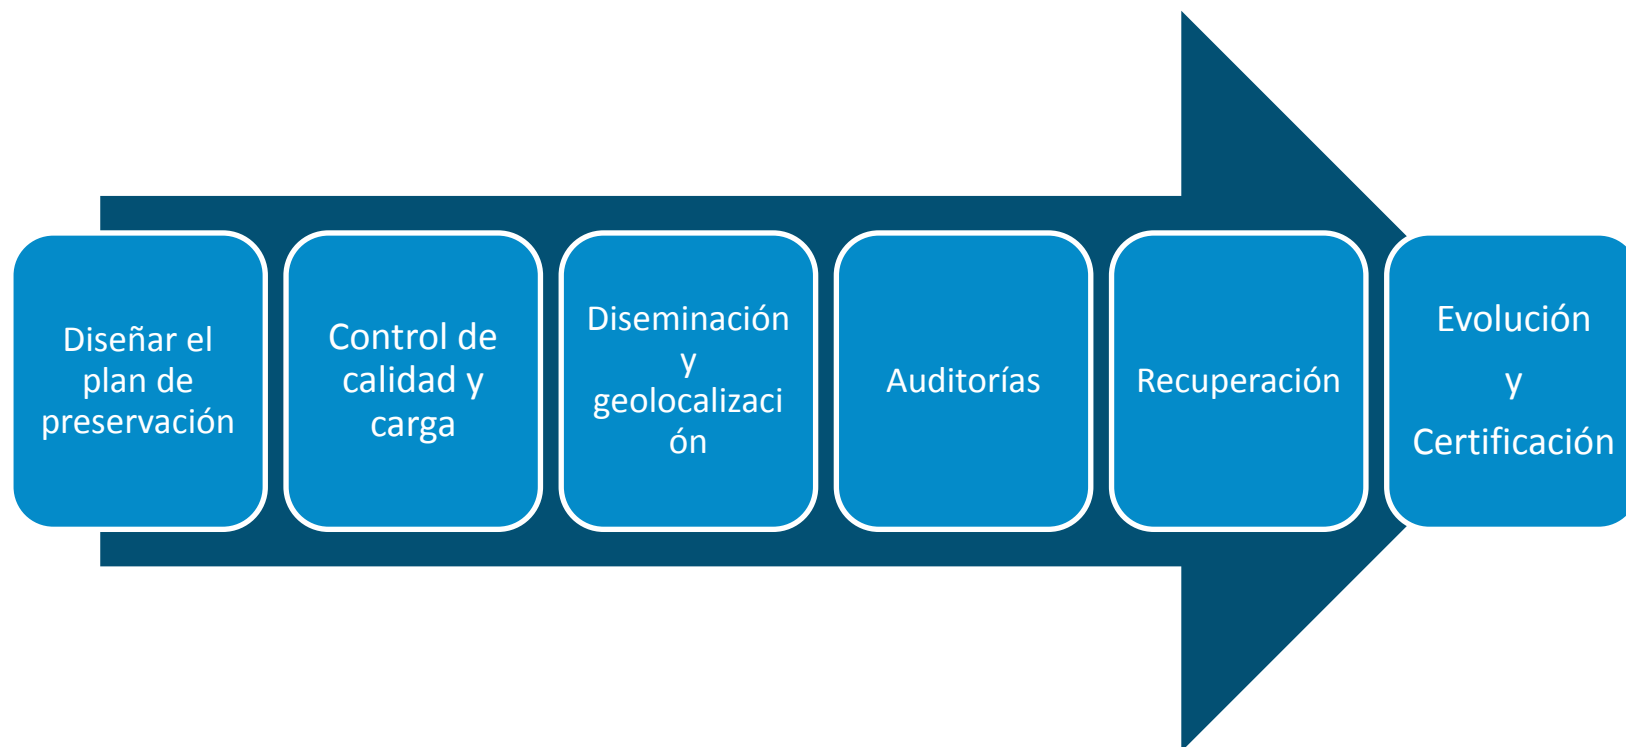 Diseñar el
plan de
preservación
Control de
calidad y
carga
Diseminación
y
geolocalizaci
ón
Auditorías
Recuperación
Evolución
y
Certificación